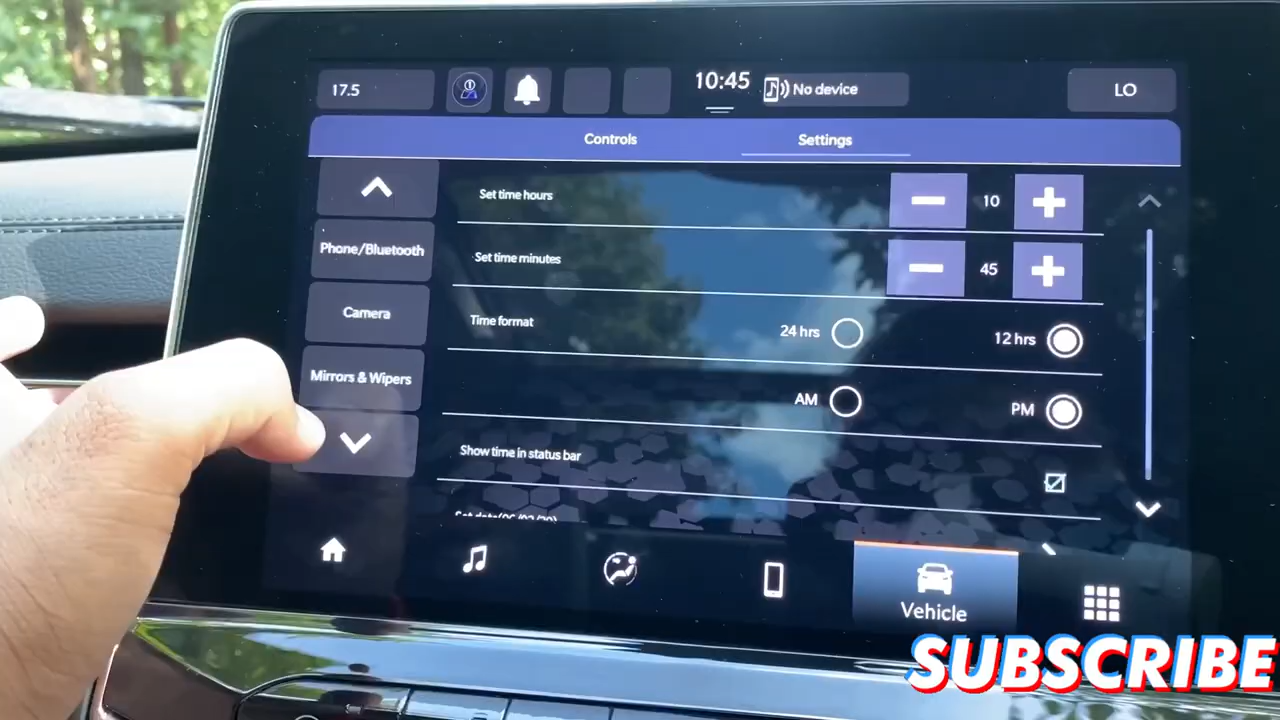 17.5
10:45
No device
LO
Controls
Settings
Set time hours
10
Phone/Bluetooth
Set time minutes
45
Camera
Time format
24 hrs
12 hrs
Mirrors & Wipers
AM
PM
Show time in status bar
Vehicle
SUBSCRIBE